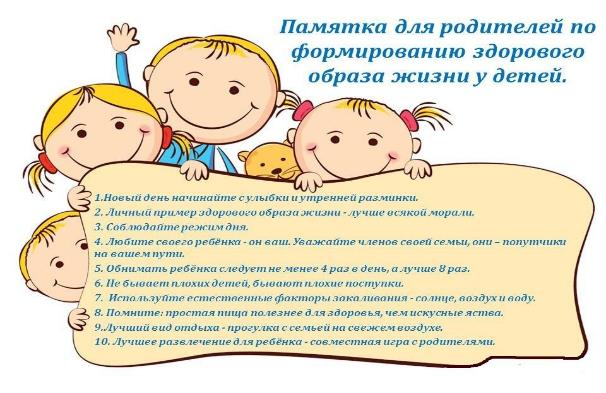 Памятка для родителей по
формированию здорового
образа жизни у детей.
1.Новый день начинайте с улыбки и утренней разминки.
2. Личный пример здорового образа жизни - лучше всякой морали.
3. Соблюдайте режим дня.
4. Любите своего ребёнка - он ваш. Уважайте членов своей семьи, они – попутчики
на вашем пути.
5. Обнимать ребёнка следует не менее 4 раз в день, а лучше 8 раз.
6. Не бывает плохих детей, бывают плохие поступки.
7. Используйте естественные факторы закаливания - солнце, воздух и воду.
8. Помните: простая пища полезнее для здоровья, чем искусные яства.
9.Лучший вид отдыха - прогулка с семьей на свежем воздухе.
10. Лучшее развлечение для ребёнка - совместная игра с родителями.